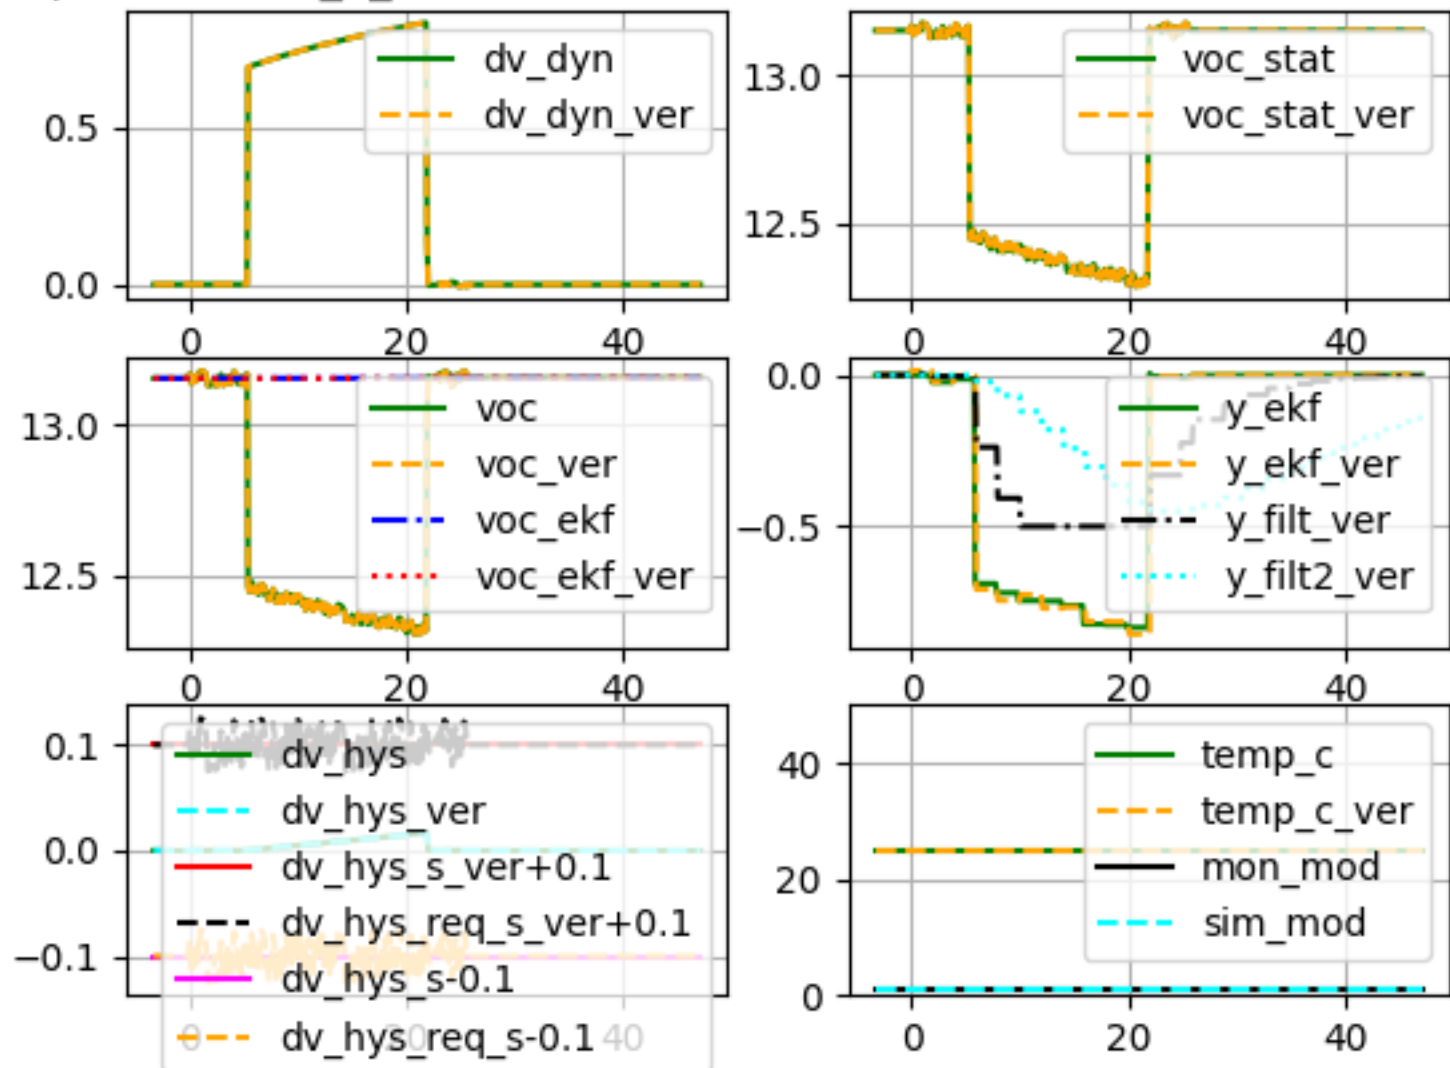 dv_dyn
dv_dyn_ver
0.5
0.0
0 20 40
voc_stat
voc_stat_ver
13.0
12.5
0 20 40
voc
voc_ver
voc_ekf
voc_ekf_ver
13.0
12.5
0 20 40
y_ekf
y_ekf_ver
y_filt_ver
y_filt2_ver
0.0
−0.5
0 20 40
dv_hys
dv_hys_ver
dv_hys_s_ver+0.1
dv_hys_req_s_ver+0.1
dv_hys_s-0.1
dv_hys_req_s-0.1
0.1
0.0
−0.1
0 20 40
temp_c
temp_c_ver
mon_mod
sim_mod
40
20
0
0 20 40